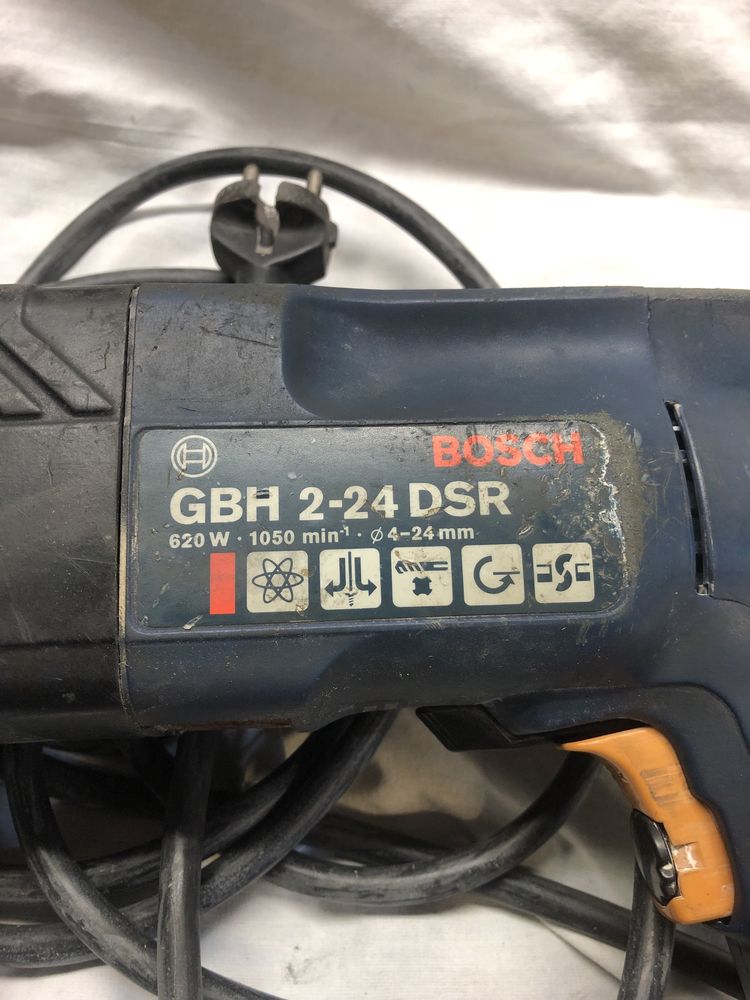 BOSCH
GBH 2-24 DSR
620 W · 1050 min⁻¹ · Ø 4–24 mm